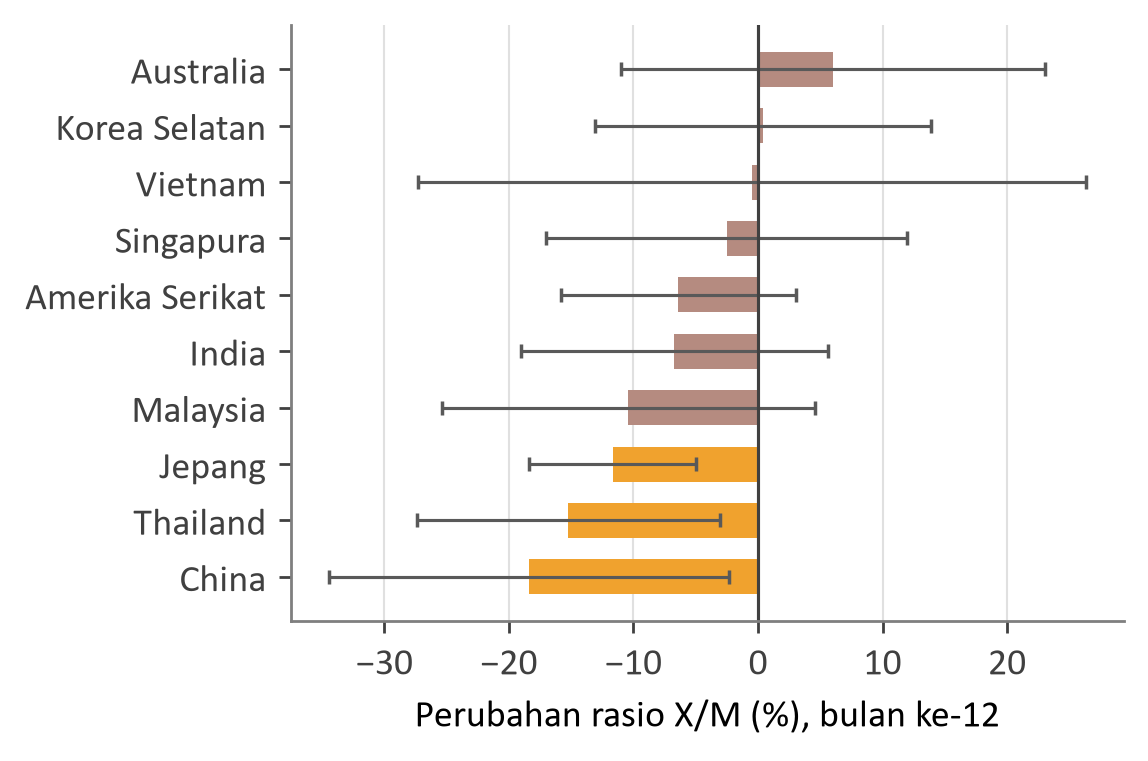 Australia
Korea Selatan
Vietnam
Singapura
Amerika Serikat
India
Malaysia
Jepang
Thailand
China
−30 −20 −10 0 10 20
Perubahan rasio X/M (%), bulan ke-12